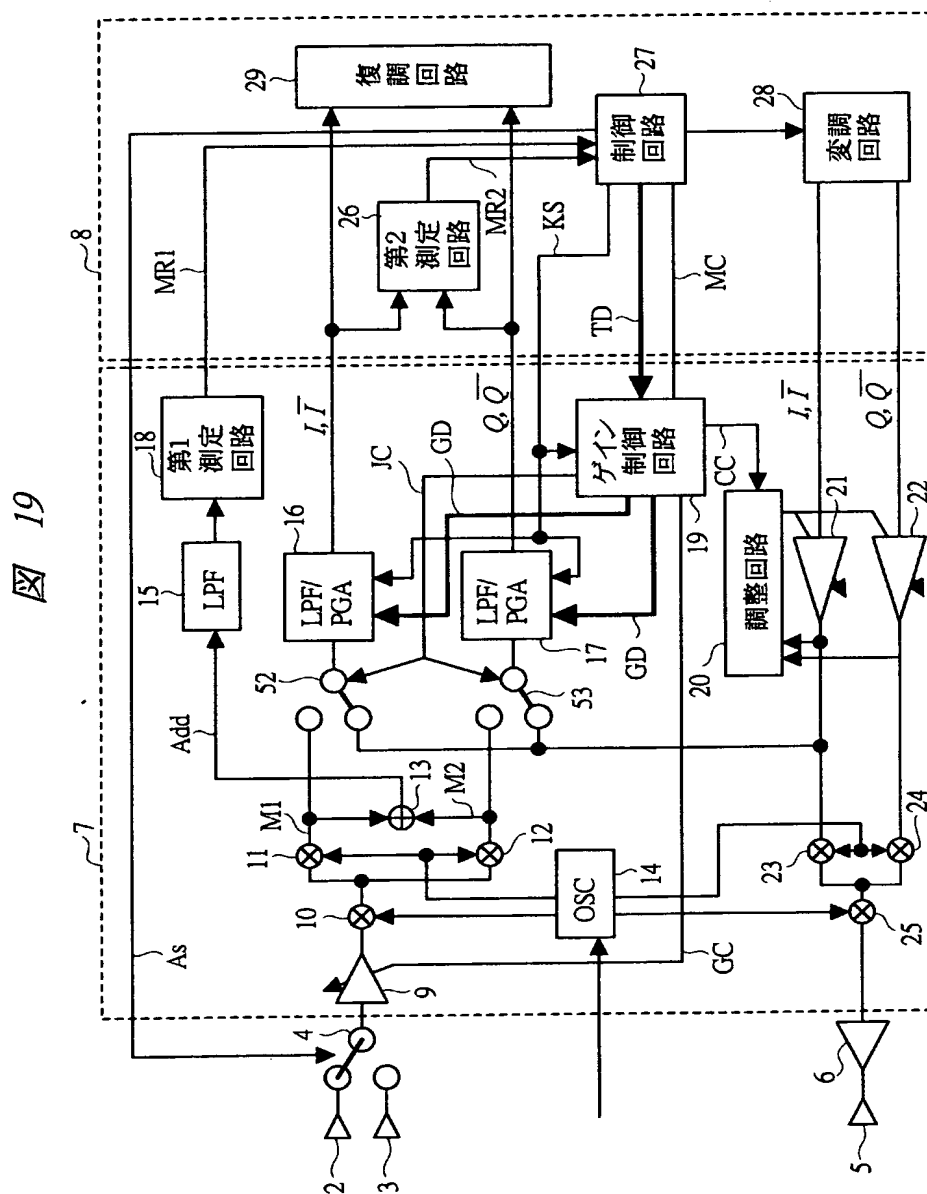 図 19
7
8
As
Add
MR1
15
LPF
18
第1
測定
回路
29
復調
回路
26
第2
測定
回路
MR2
27
制御
回路
28
変調
回路
KS
TD
MC
I, I̅
Q, Q̅
JC
GD
16
LPF/
PGA
LPF/
PGA
17
GD
52
53
ゲイン
制御
回路
19
CC
調整回路
20
I, I̅
Q, Q̅
21
22
M1
M2
13
11
12
10
OSC
14
GC
23
24
25
9
4
2
3
6
5